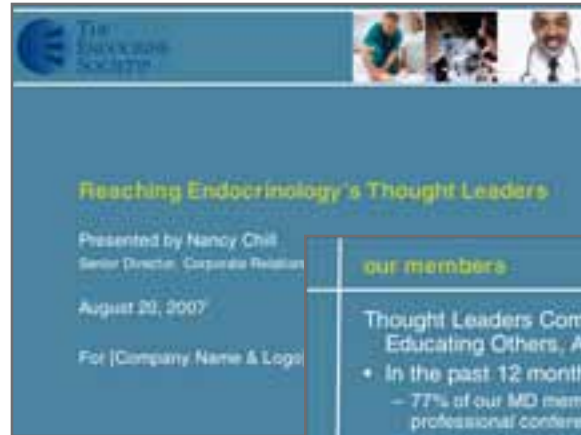 THE
ENDOCRINE
SOCIETY®
Reaching Endocrinology's Thought Leaders
Presented by Nancy Chill
Senior Director, Corporate Relation
August 20, 2007
For [Company Name & Logo]
our members
Thought Leaders Com
Educating Others, A
• In the past 12 month
– 77% of our MD mem
professional confere